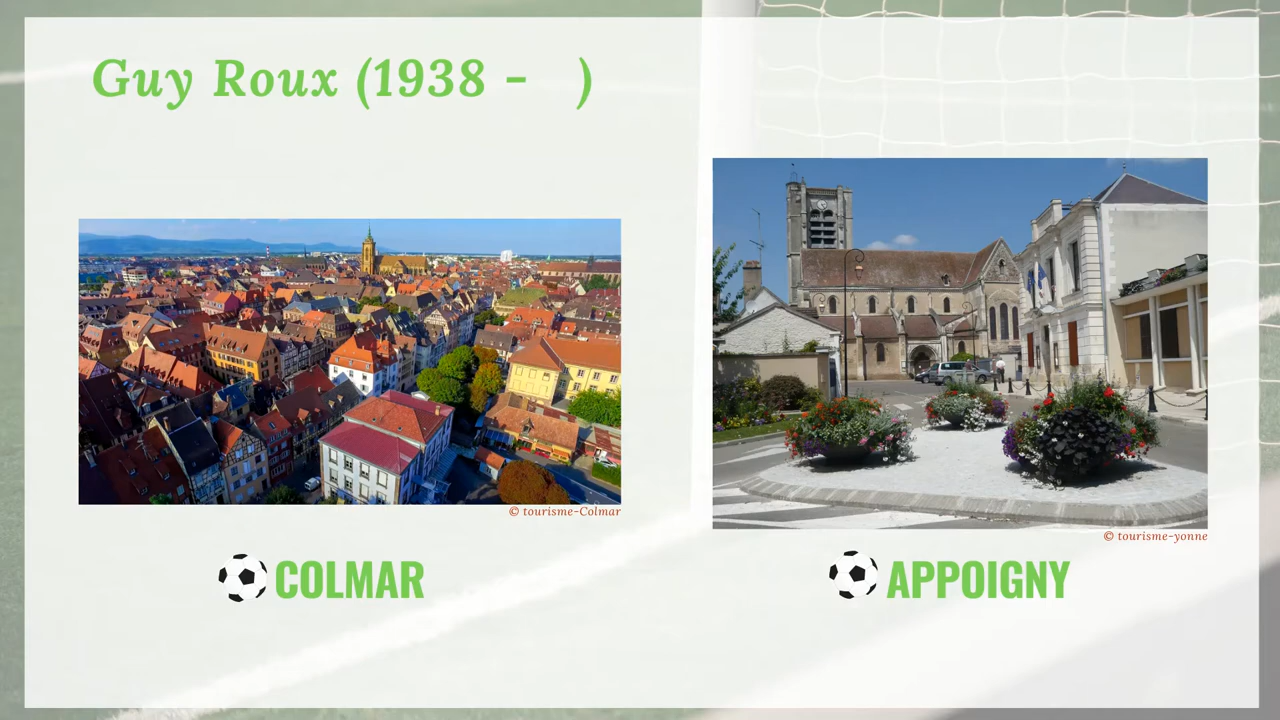 Guy Roux (1938 -   )
© tourisme-Colmar
© tourisme-yonne
COLMAR
APPOIGNY